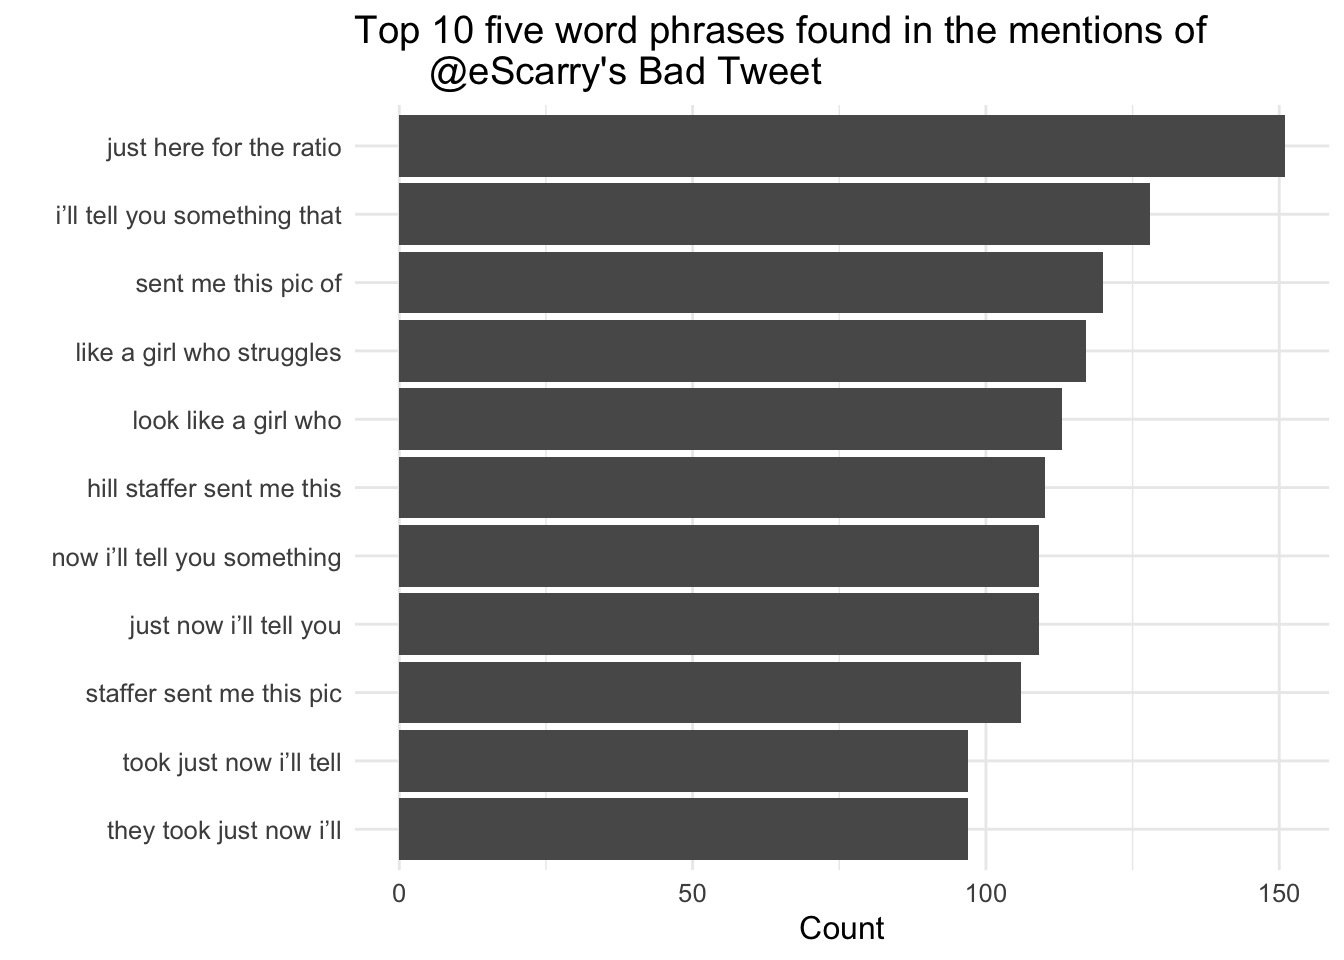 Top 10 five word phrases found in the mentions of
@eScarry's Bad Tweet
just here for the ratio
i’ll tell you something that
sent me this pic of
like a girl who struggles
look like a girl who
hill staffer sent me this
now i’ll tell you something
just now i’ll tell you
staffer sent me this pic
took just now i’ll tell
they took just now i’ll
0 50 100 150
Count